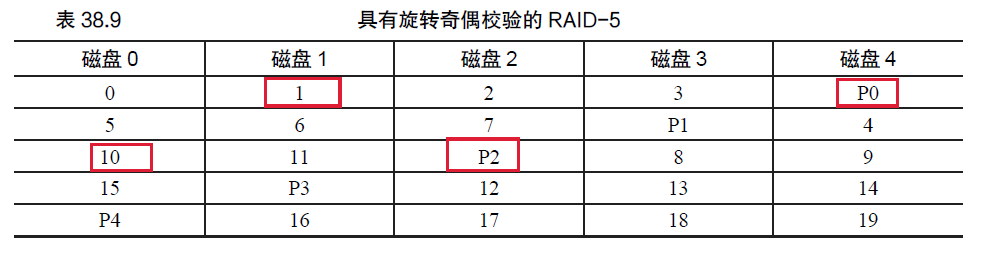 表 38.9 具有旋转奇偶校验的 RAID-5
磁盘 0 磁盘 1 磁盘 2 磁盘 3 磁盘 4
0 1 2 3 P0
5 6 7 P1 4
10 11 P2 8 9
15 P3 12 13 14
P4 16 17 18 19